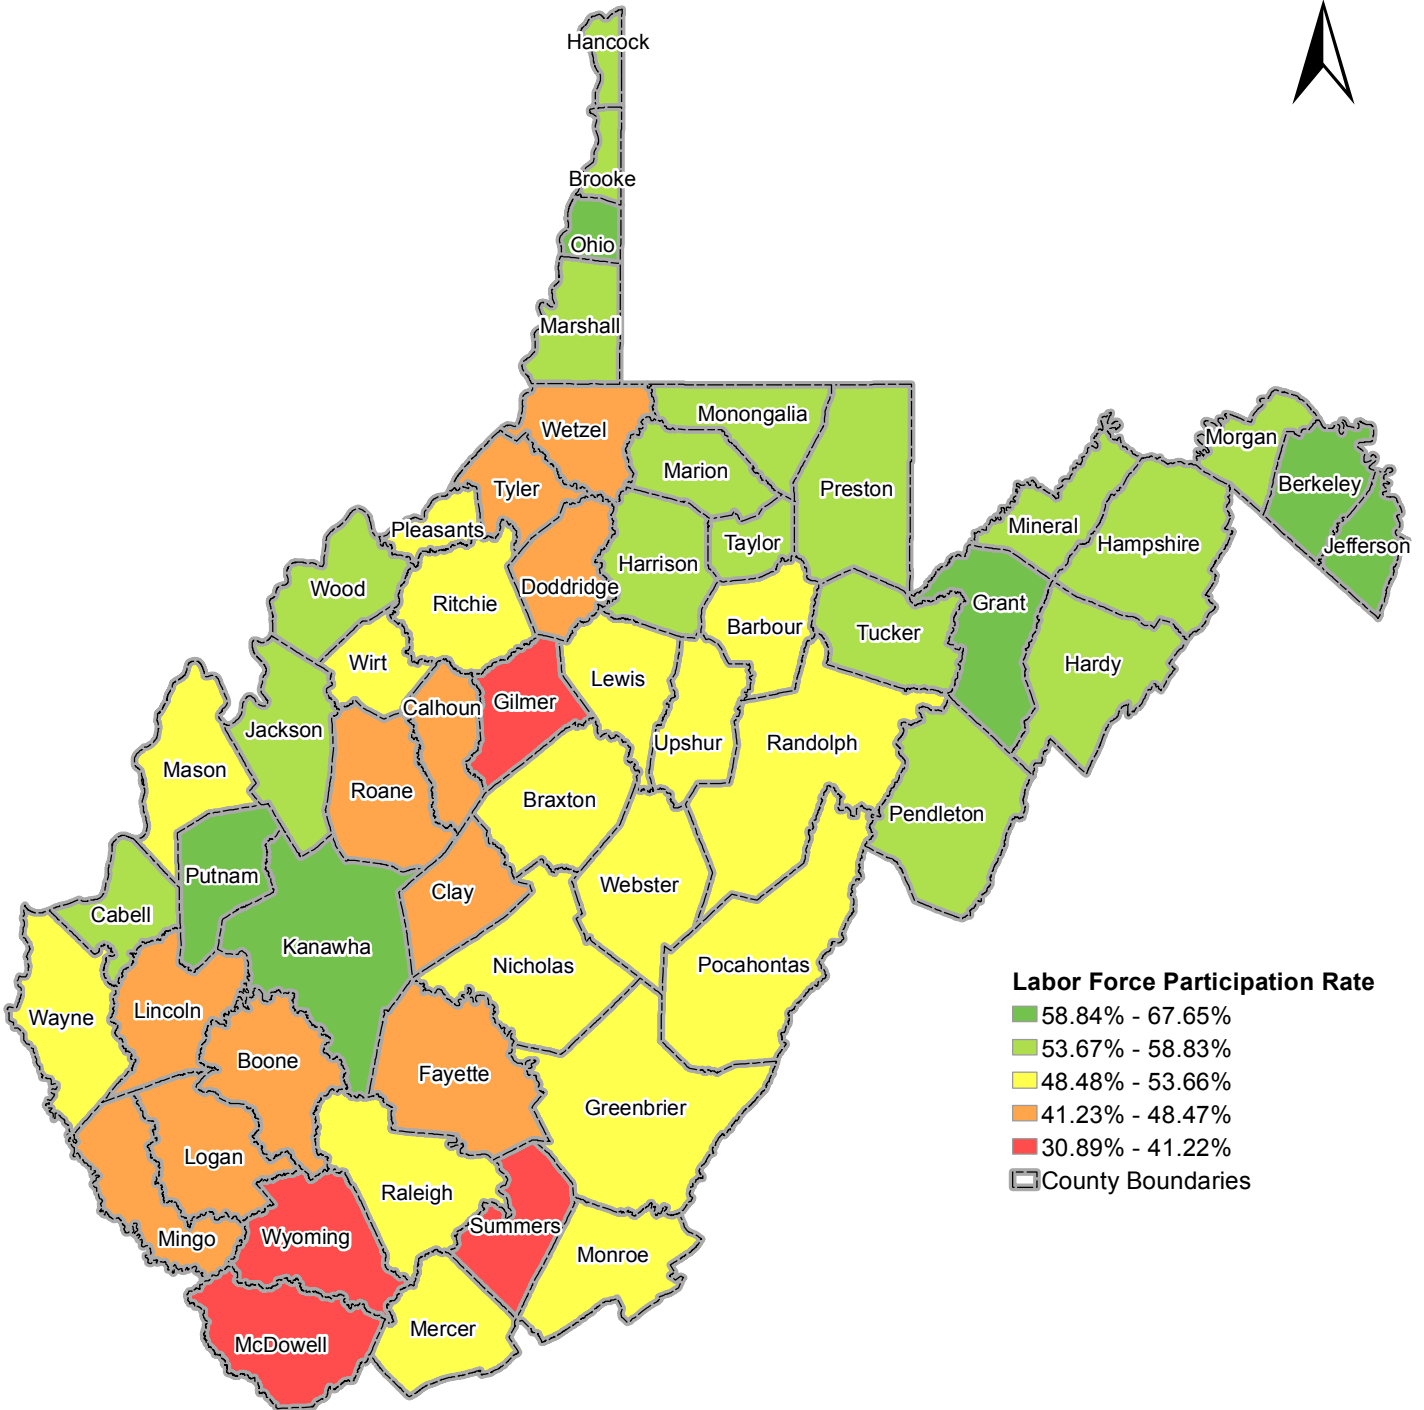 Hancock
Brooke
Ohio
Marshall
Wetzel
Monongalia
Marion
Preston
Tyler
Pleasants
Taylor
Harrison
Doddridge
Wood
Ritchie
Morgan
Berkeley
Jefferson
Mineral
Hampshire
Grant
Hardy
Barbour
Tucker
Wirt
Lewis
Gilmer
Calhoun
Jackson
Upshur
Randolph
Mason
Roane
Braxton
Pendleton
Putnam
Webster
Clay
Cabell
Kanawha
Nicholas
Pocahontas
Lincoln
Wayne
Boone
Fayette
Greenbrier
Logan
Raleigh
Summers
Mingo
Wyoming
Monroe
Mercer
McDowell
Labor Force Participation Rate
58.84% - 67.65%
53.67% - 58.83%
48.48% - 53.66%
41.23% - 48.47%
30.89% - 41.22%
County Boundaries